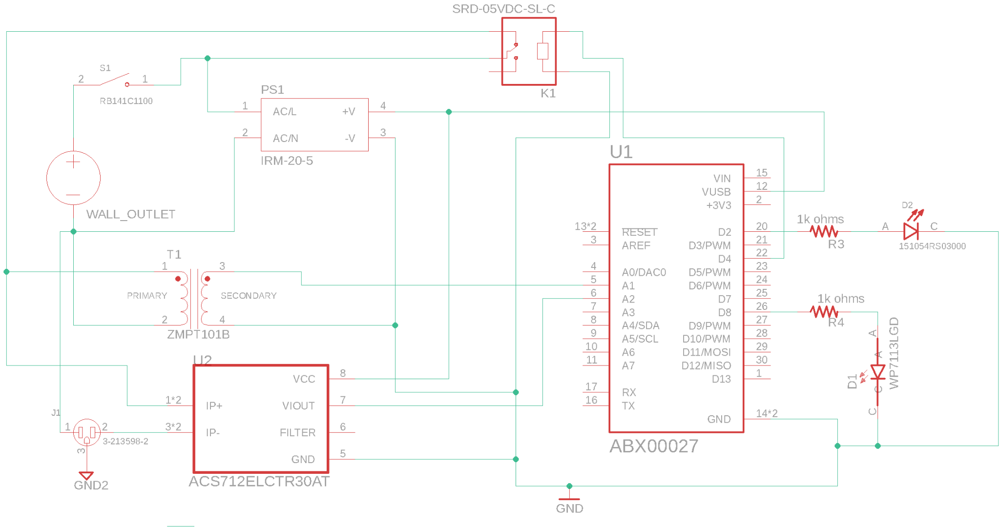 SRD-05VDC-SL-C
K1
S1
2 1
RB141C1100
PS1
1 AC/L +V 4
2 AC/N -V 3
IRM-20-5
WALL_OUTLET
T1
1 3
PRIMARY SECONDARY
2 4
ZMPT101B
U2
VCC 8
1*2 IP+ VIOUT 7
3*2 IP- FILTER 6
GND 5
ACS712ELCTR30AT
J1
1 2
3-213598-2
3
GND2
U1
VIN 15
VUSB 12
+3V3 2
13*2 RESET D2 20
3 AREF D3/PWM 21
D4 22
4 A0/DAC0 D5/PWM 23
5 A1 D6/PWM 24
6 A2 D7 25
7 A3 D8 26
8 A4/SDA D9/PWM 27
9 A5/SCL D10/PWM 28
10 A6 D11/MOSI 29
11 A7 D12/MISO 30
D13 1
17 RX
16 TX
GND 14*2
ABX00027
1k ohms
R3
D2
A C
151054RS03000
1k ohms
R4
A
A
D1
WP7113LGD
C
C
GND